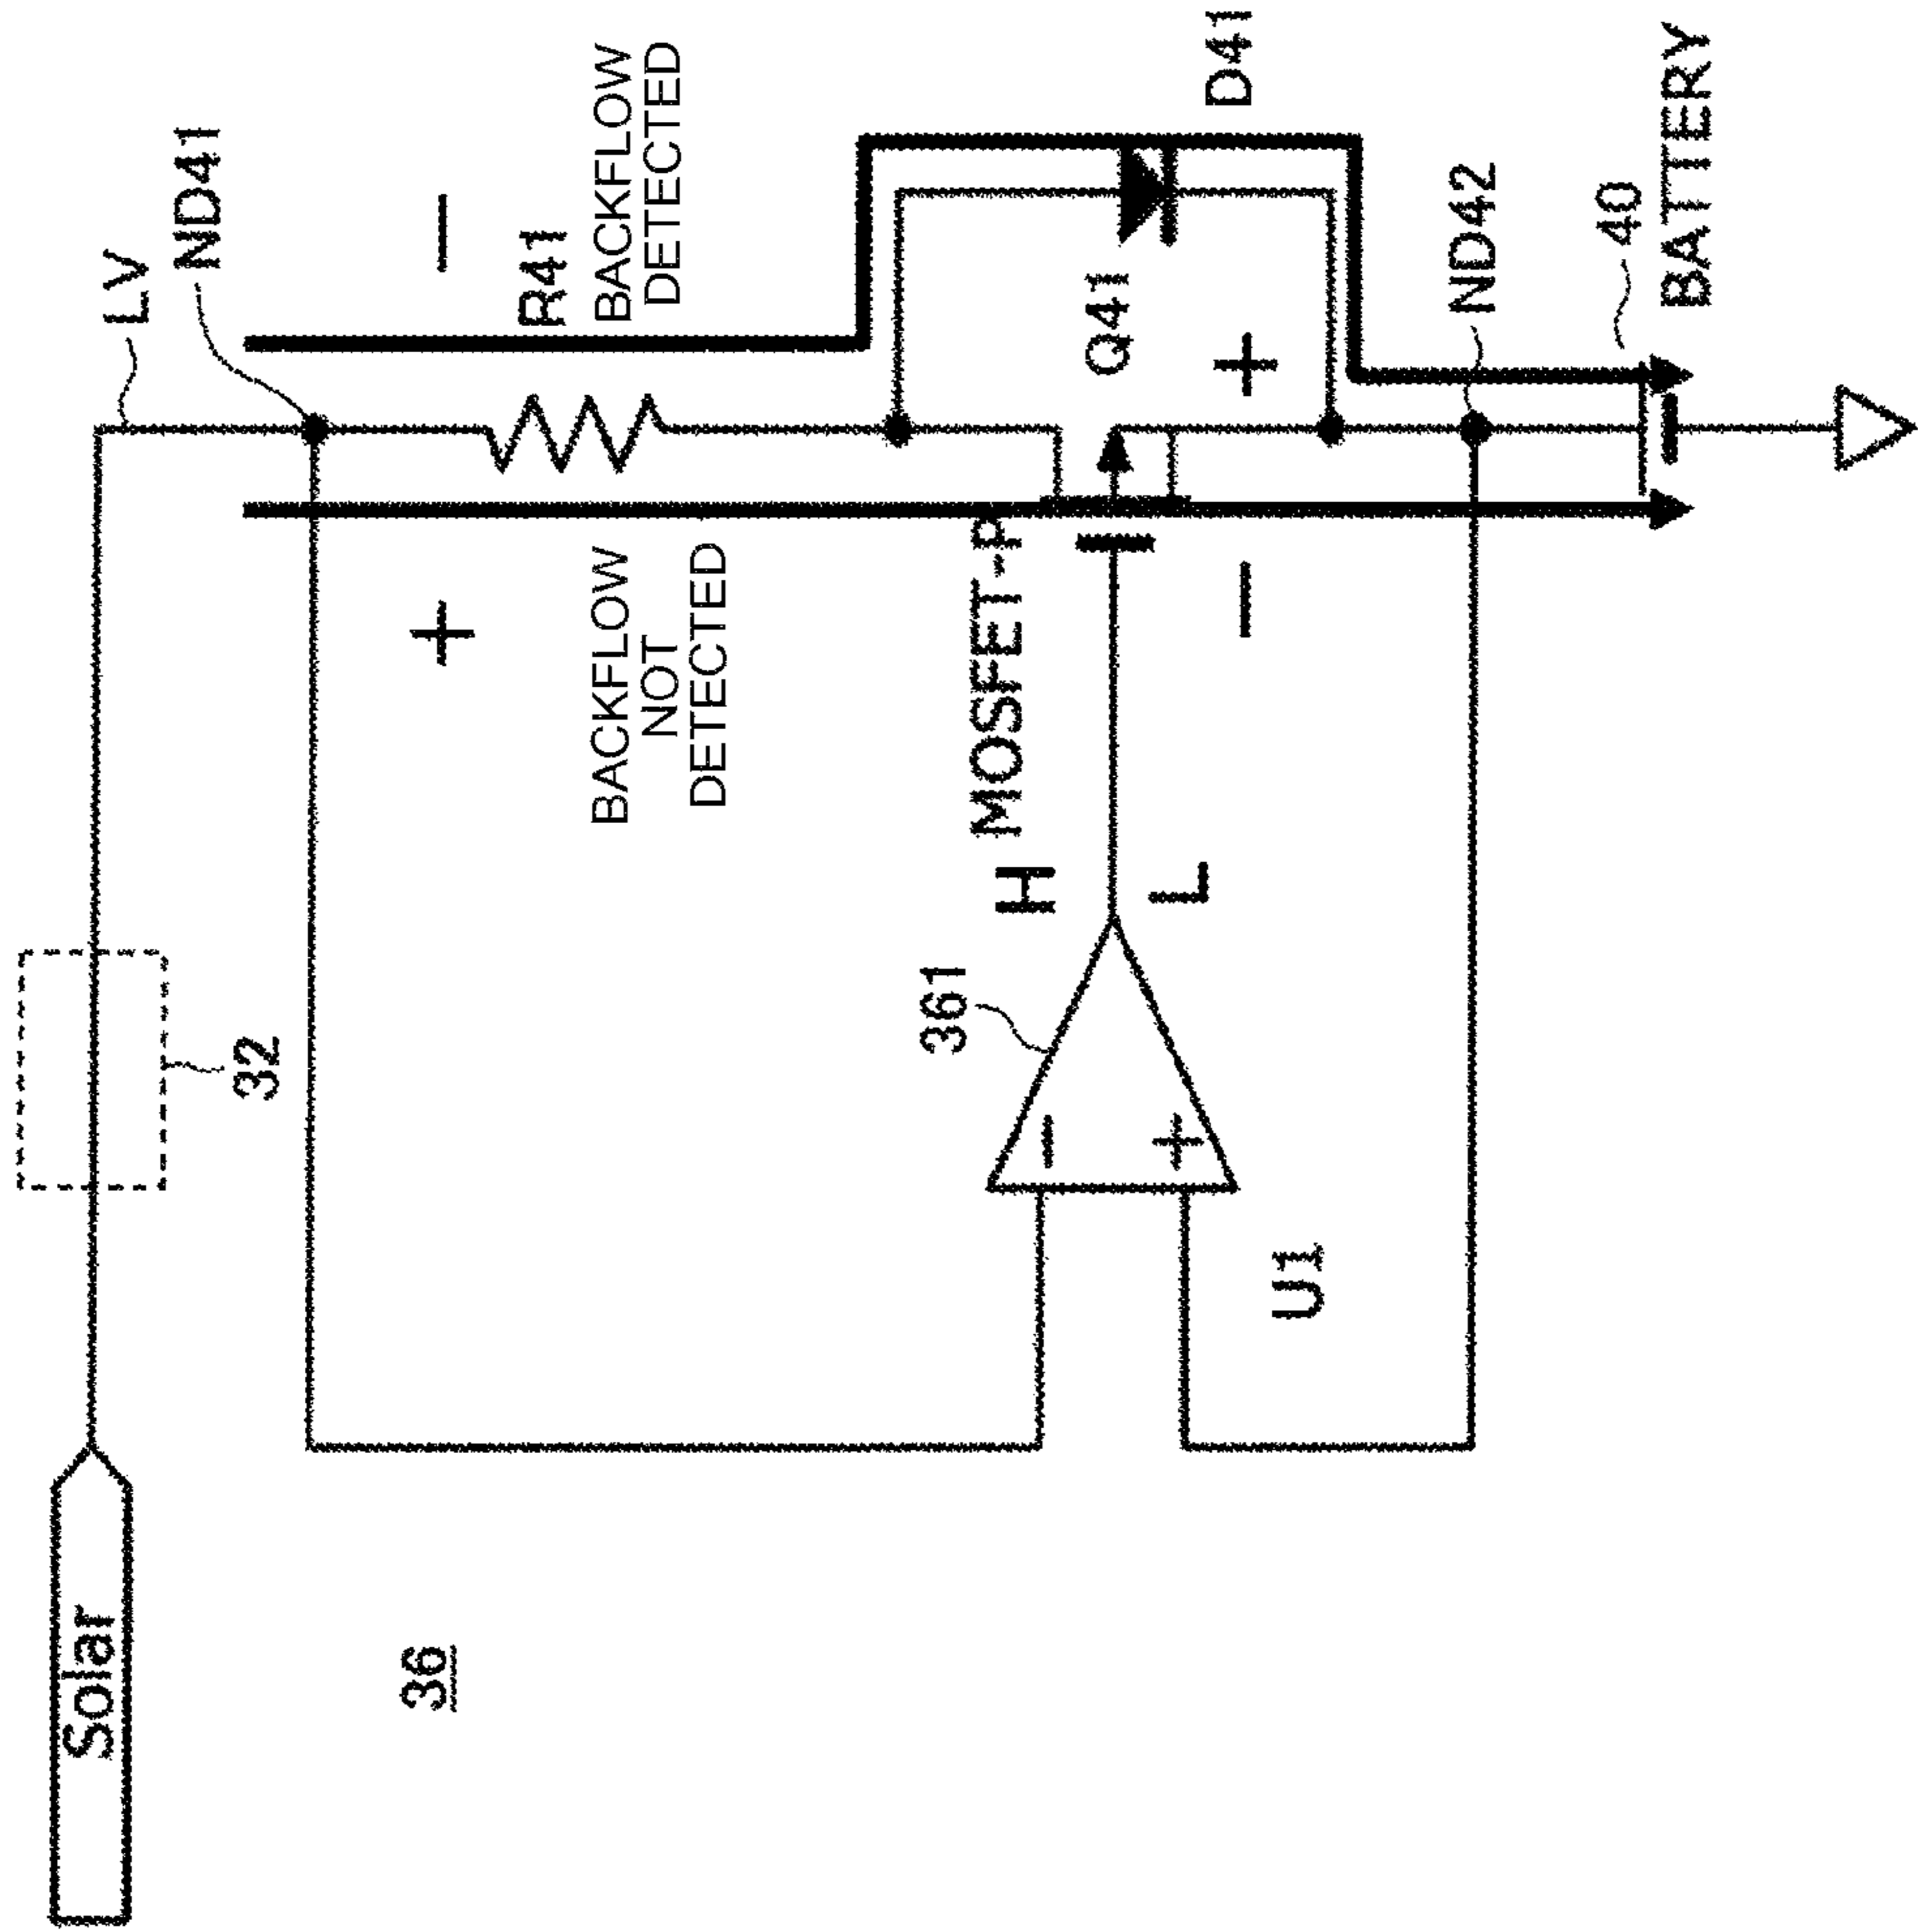 Solar
LV
ND41
32
36
+
−
R41
BACKFLOW
NOT
DETECTED
BACKFLOW
DETECTED
361
MOSFET-P
H
−
Q41
+
L
D41
−
+
U1
ND42
40
BATTERY